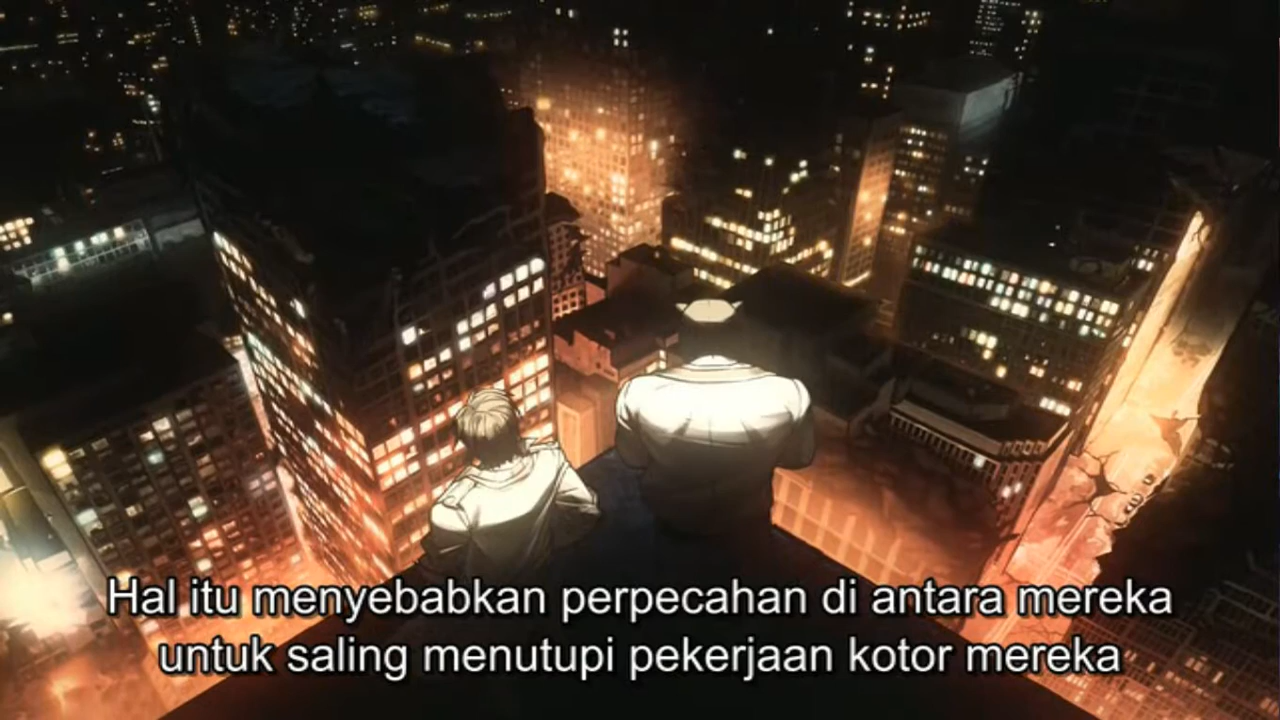 Hal itu menyebabkan perpecahan di antara mereka
untuk saling menutupi pekerjaan kotor mereka